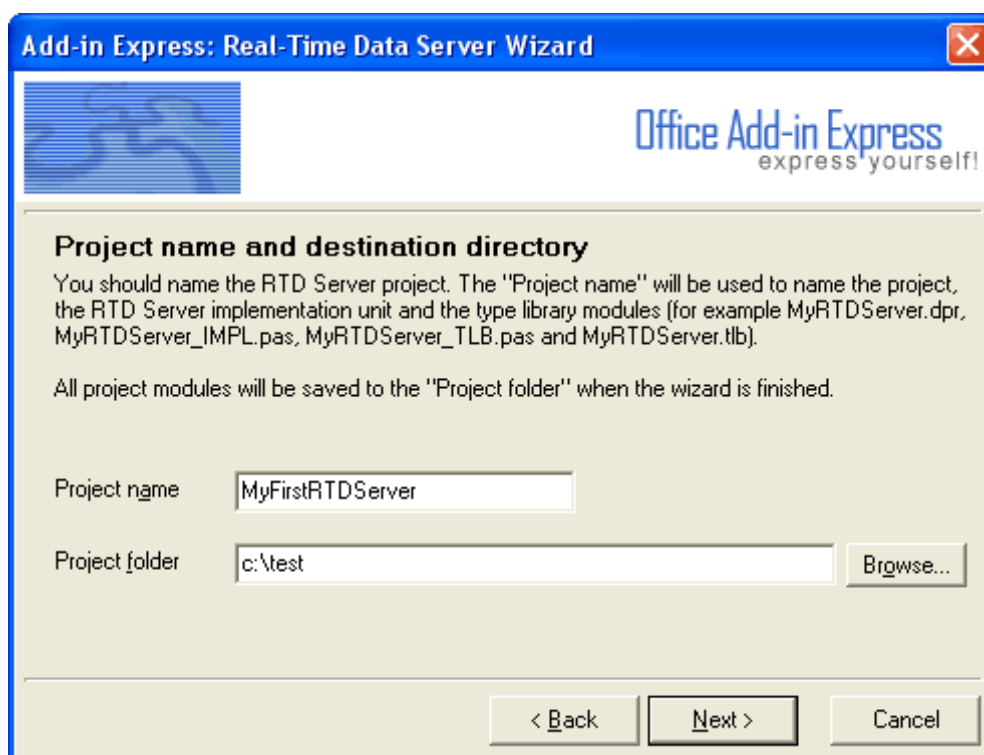 Add-in Express: Real-Time Data Server Wizard
Office Add-in Express
express yourself!
Project name and destination directory
You should name the RTD Server project. The "Project name" will be used to name the project,
the RTD Server implementation unit and the type library modules (for example MyRTDServer.dpr,
MyRTDServer_IMPL.pas, MyRTDServer_TLB.pas and MyRTDServer.tlb).
All project modules will be saved to the "Project folder" when the wizard is finished.
Project name
MyFirstRTDServer
Project folder
c:\test
Browse...
< Back
Next >
Cancel